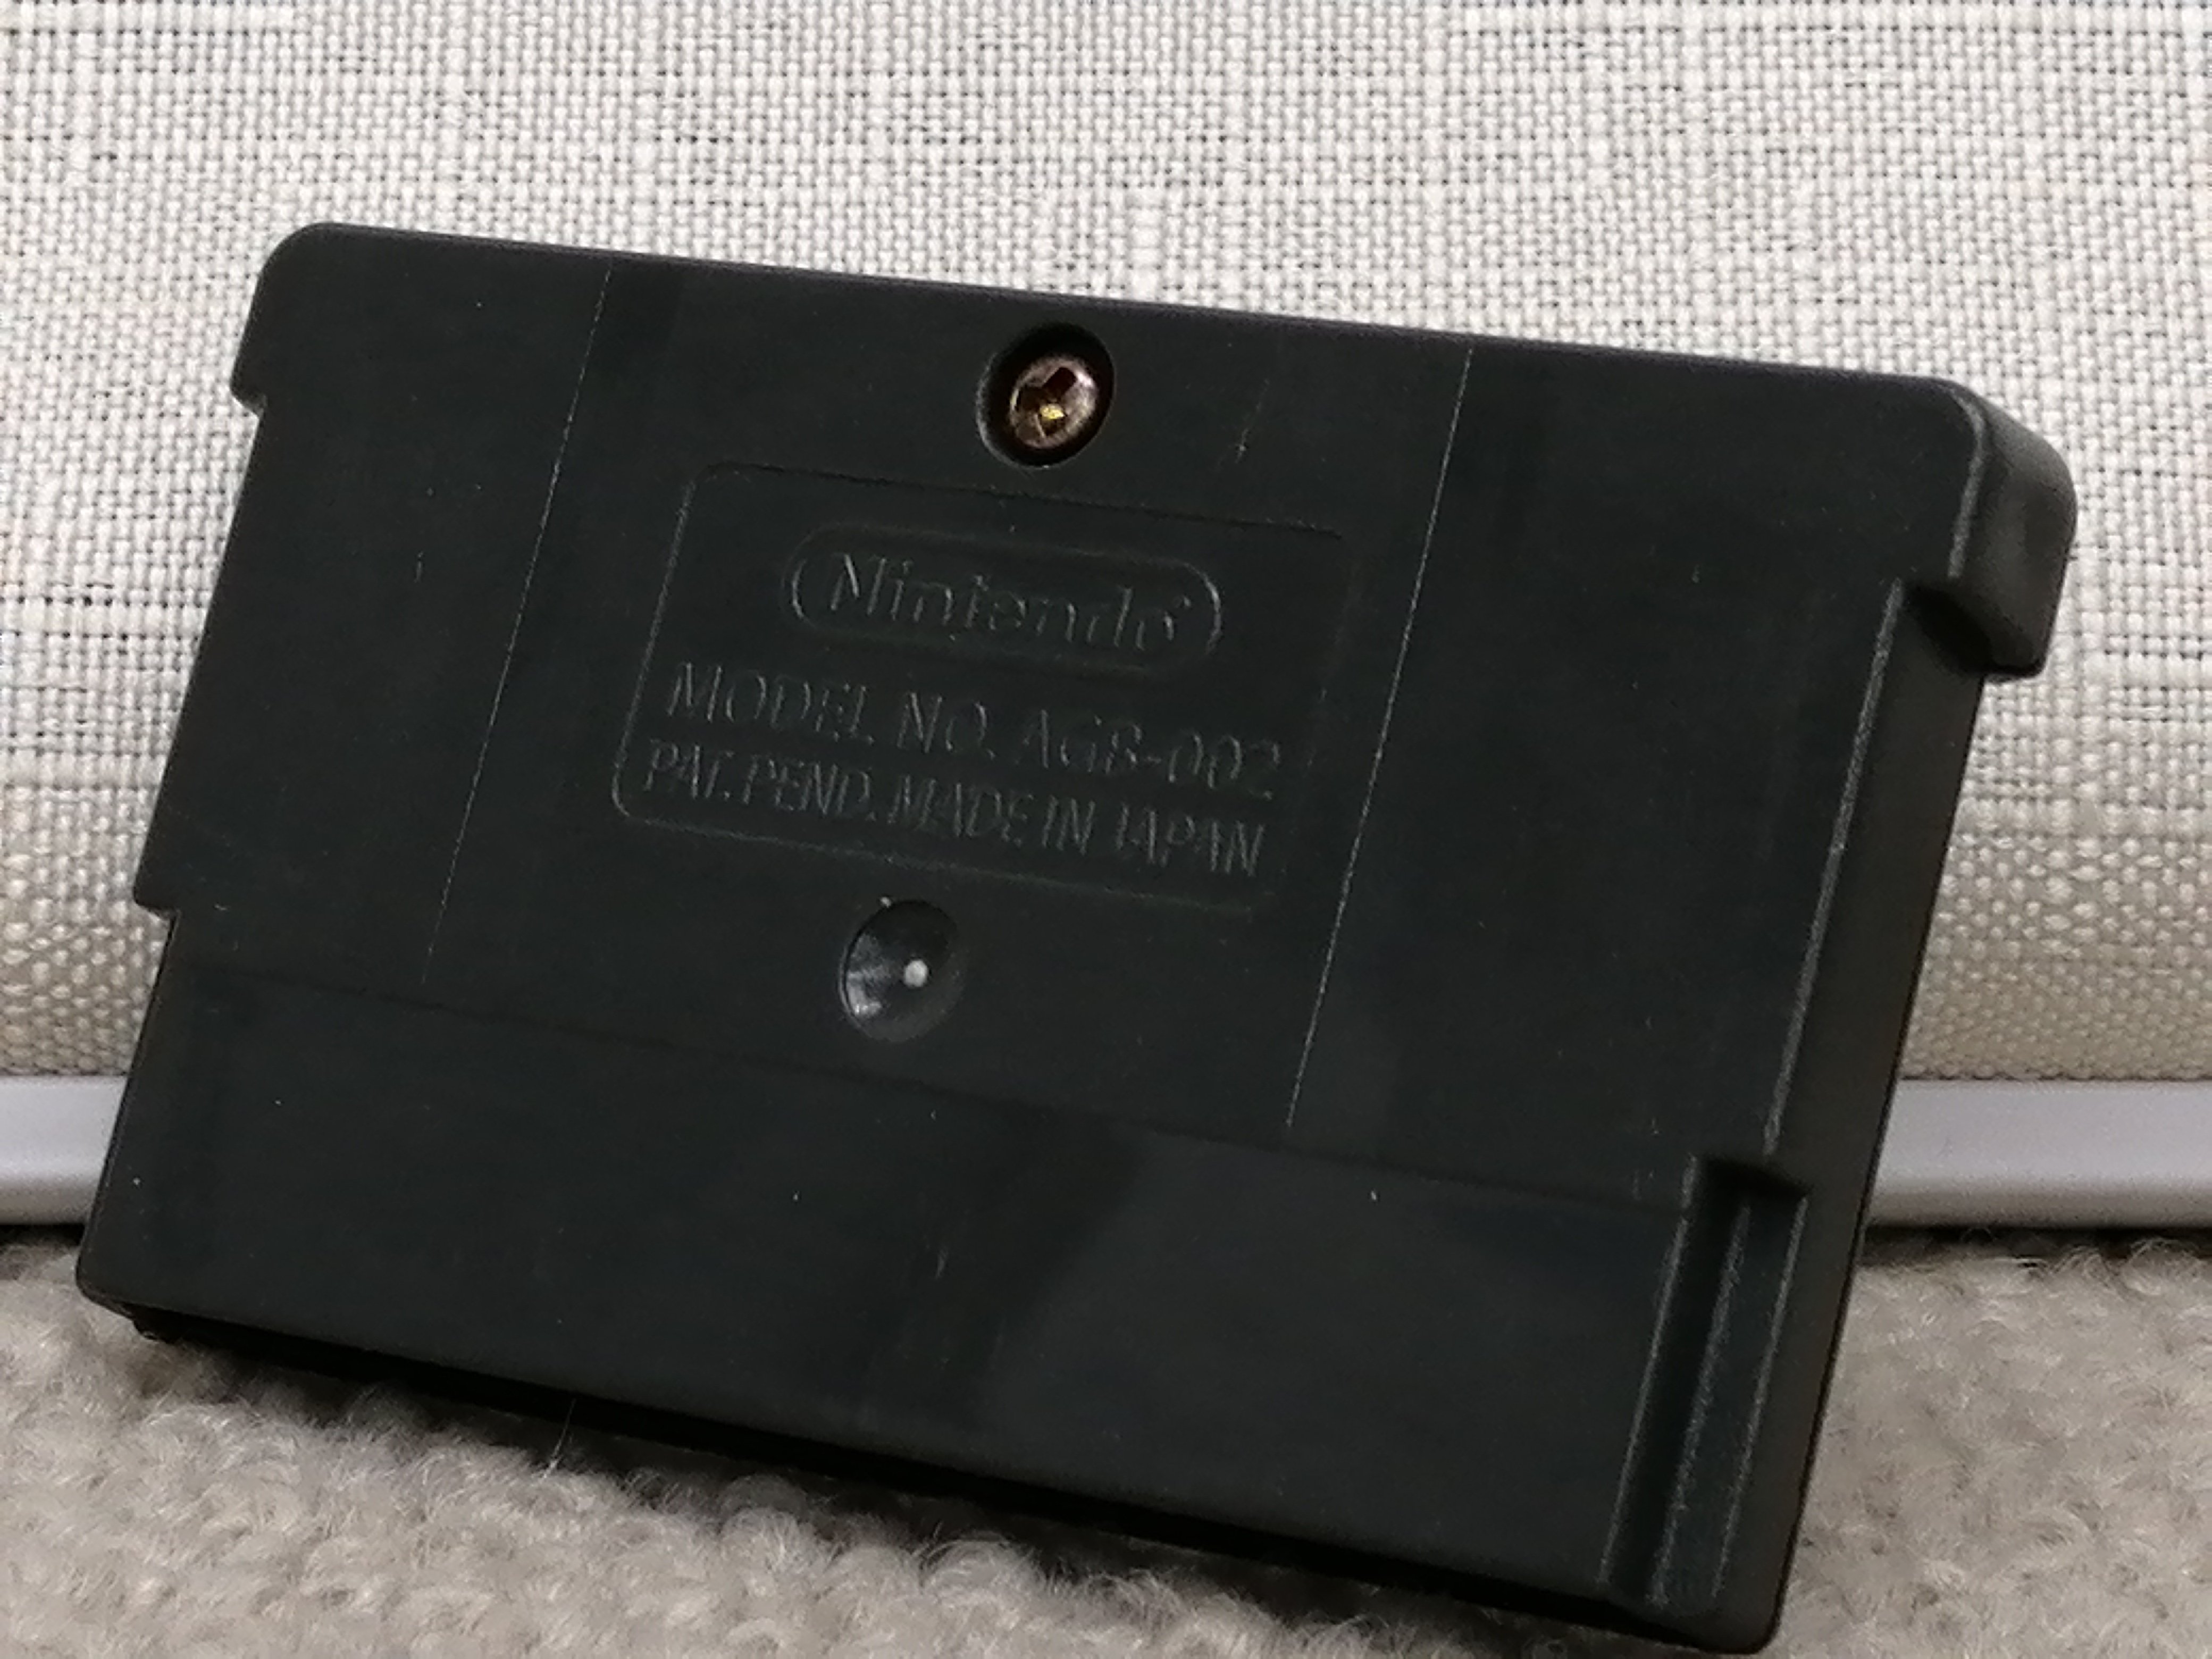 Nintendo®
MODEL NO. AGB-002
PAT. PEND. MADE IN JAPAN